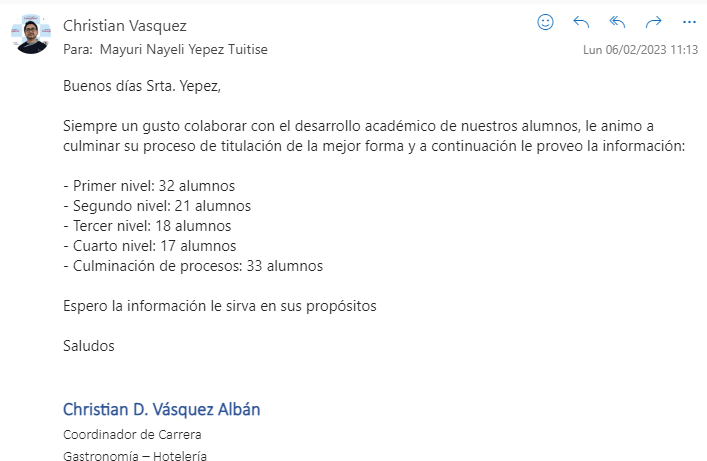 Christian Vasquez
Para: Mayuri Nayeli Yepez Tuitise
Lun 06/02/2023 11:13
Buenos días Srta. Yepez,
Siempre un gusto colaborar con el desarrollo académico de nuestros alumnos, le animo a
culminar su proceso de titulación de la mejor forma y a continuación le proveo la información:
- Primer nivel: 32 alumnos
- Segundo nivel: 21 alumnos
- Tercer nivel: 18 alumnos
- Cuarto nivel: 17 alumnos
- Culminación de procesos: 33 alumnos
Espero la información le sirva en sus propósitos
Saludos
Christian D. Vásquez Albán
Coordinador de Carrera
Gastronomía – Hotelería